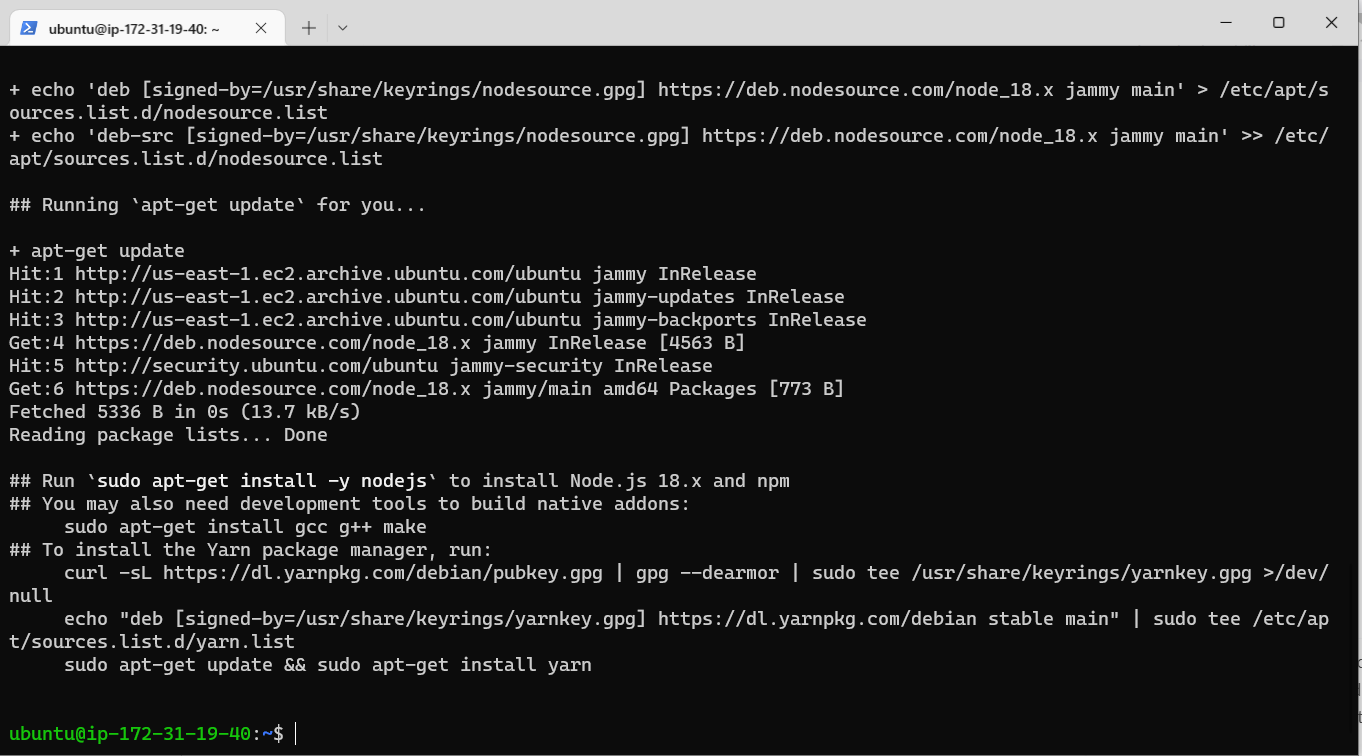 ubuntu@ip-172-31-19-40: ~
+ echo 'deb [signed-by=/usr/share/keyrings/nodesource.gpg] https://deb.nodesource.com/node_18.x jammy main' > /etc/apt/s
ources.list.d/nodesource.list
+ echo 'deb-src [signed-by=/usr/share/keyrings/nodesource.gpg] https://deb.nodesource.com/node_18.x jammy main' >> /etc/
apt/sources.list.d/nodesource.list
## Running `apt-get update` for you...
+ apt-get update
Hit:1 http://us-east-1.ec2.archive.ubuntu.com/ubuntu jammy InRelease
Hit:2 http://us-east-1.ec2.archive.ubuntu.com/ubuntu jammy-updates InRelease
Hit:3 http://us-east-1.ec2.archive.ubuntu.com/ubuntu jammy-backports InRelease
Get:4 https://deb.nodesource.com/node_18.x jammy InRelease [4563 B]
Hit:5 http://security.ubuntu.com/ubuntu jammy-security InRelease
Get:6 https://deb.nodesource.com/node_18.x jammy/main amd64 Packages [773 B]
Fetched 5336 B in 0s (13.7 kB/s)
Reading package lists... Done
## Run `sudo apt-get install -y nodejs` to install Node.js 18.x and npm
## You may also need development tools to build native addons:
     sudo apt-get install gcc g++ make
## To install the Yarn package manager, run:
     curl -sL https://dl.yarnpkg.com/debian/pubkey.gpg | gpg --dearmor | sudo tee /usr/share/keyrings/yarnkey.gpg >/dev/
null
     echo "deb [signed-by=/usr/share/keyrings/yarnkey.gpg] https://dl.yarnpkg.com/debian stable main" | sudo tee /etc/ap
t/sources.list.d/yarn.list
     sudo apt-get update && sudo apt-get install yarn
ubuntu@ip-172-31-19-40:~$